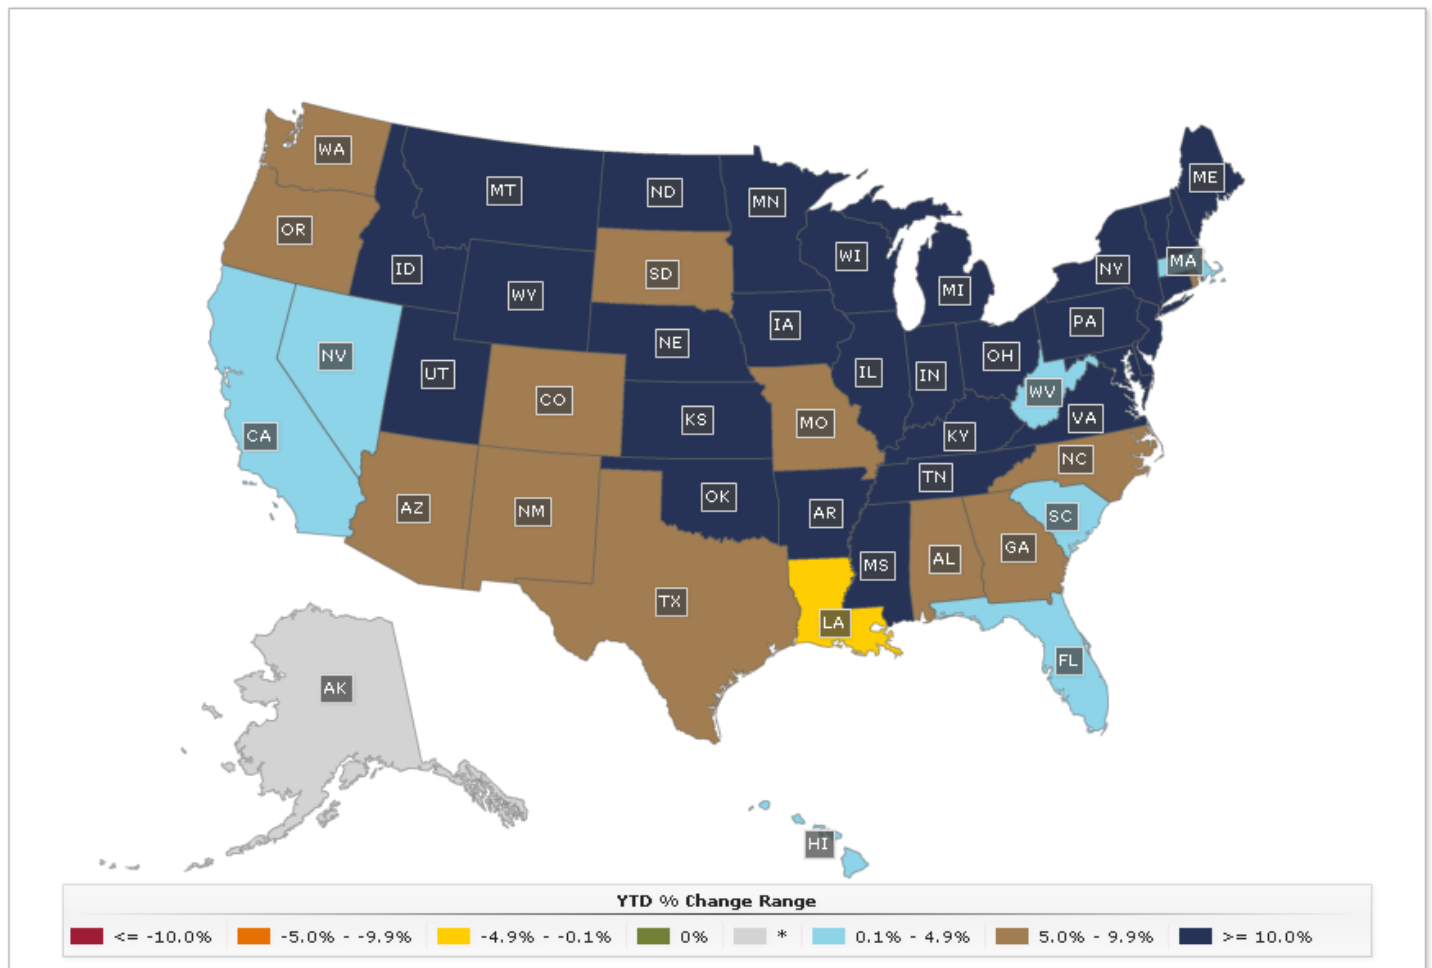 WA
MT
ND
MN
ME
OR
ID
WY
SD
WI
MI
NY
MA
NV
UT
NE
IA
PA
OH
CO
KS
MO
IL
IN
WV
VA
CA
KY
NC
AZ
NM
OK
AR
TN
SC
TX
MS
AL
GA
LA
FL
AK
HI
YTD % Change Range
<= -10.0% -5.0% - -9.9% -4.9% - -0.1% 0% * 0.1% - 4.9% 5.0% - 9.9% >= 10.0%